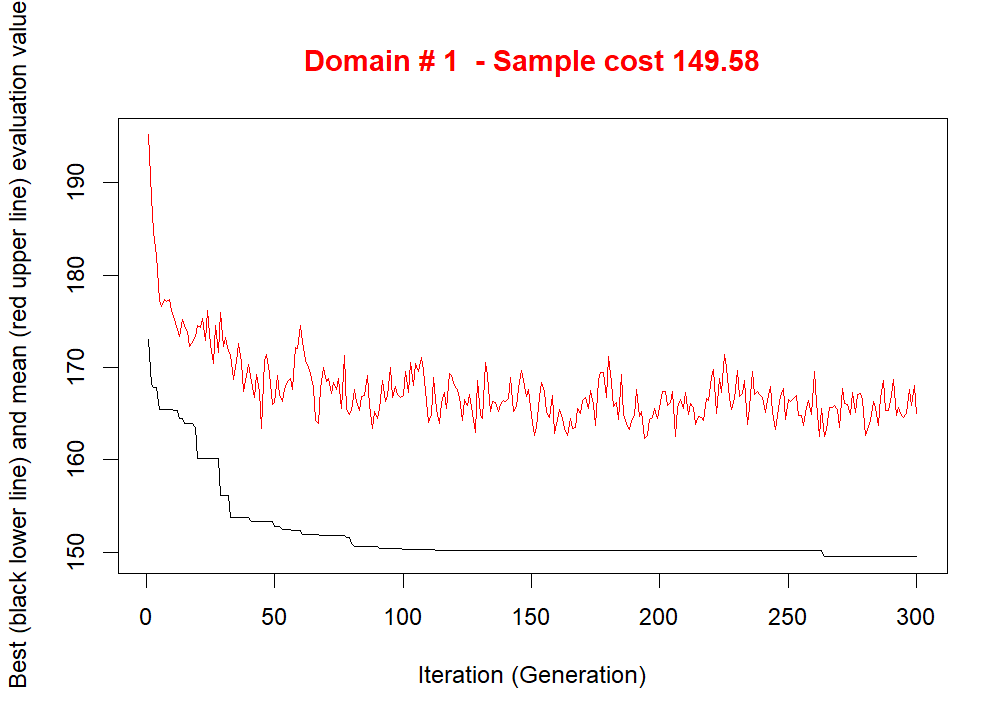 Domain # 1  - Sample cost 149.58
Best (black lower line) and mean (red upper line) evaluation value
190
180
170
160
150
0 50 100 150 200 250 300
Iteration (Generation)